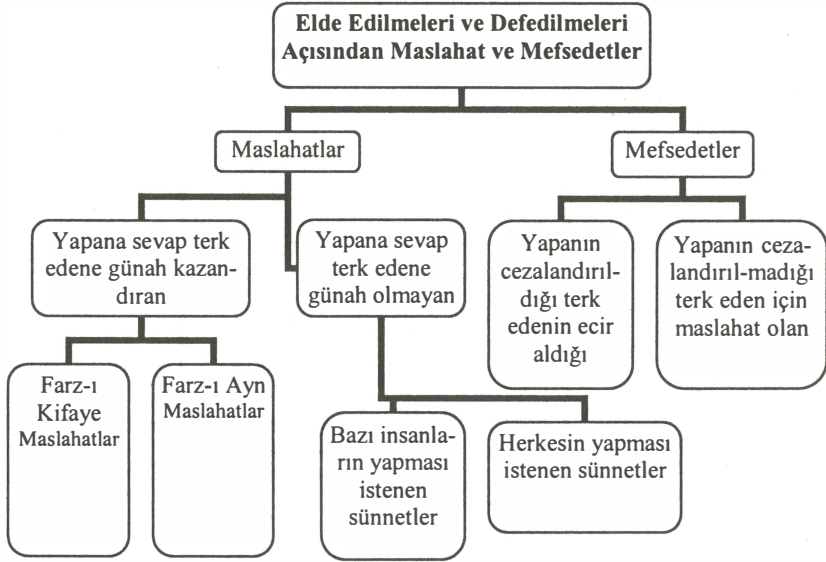 Elde Edilmeleri ve Defedilmeleri
Açısından Maslahat ve Mefsedetler
Maslahatlar
Mefsedetler
Yapana sevap terk
edene günah kazan-
dıran
Yapana sevap
terk edene
günah olmayan
Yapanın
cezalandırıl-
dığı terk
edenin ecir
aldığı
Yapanın ceza-
landırıl-madığı
terk eden için
maslahat olan
Farz-ı
Kifaye
Maslahatlar
Farz-ı Ayn
Maslahatlar
Bazı insanla-
rın yapması
istenen
sünnetler
Herkesin yapması
istenen sünnetler